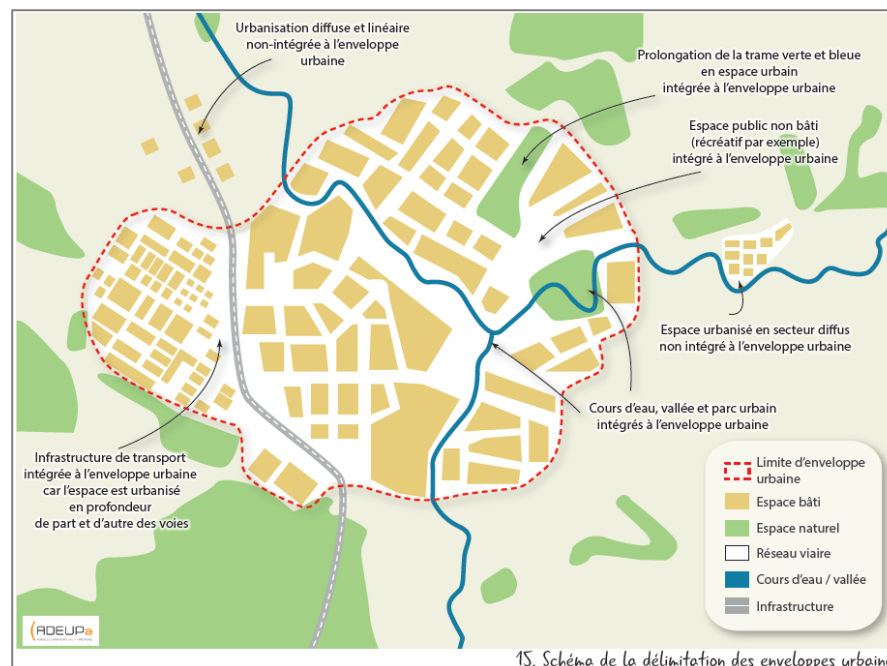 Urbanisation diffuse et linéaire
non-intégrée à l'enveloppe
urbaine
Prolongation de la trame verte et bleue
en espace urbain
intégrée à l'enveloppe urbaine
Espace public non bâti
(récréatif par exemple)
intégré à l'enveloppe urbaine
Espace urbanisé en secteur diffus
non intégré à l'enveloppe urbaine
Cours d'eau, vallée et parc urbain
intégrés à l'enveloppe urbaine
Infrastructure de transport
intégrée à l'enveloppe urbaine
car l'espace est urbanisé
en profondeur
de part et d'autre des voies
Limite d'enveloppe
urbaine
Espace bâti
Espace naturel
Réseau viaire
Cours d'eau / vallée
Infrastructure
ADEUPa
15. Schéma de la délimitation des enveloppes urbaine